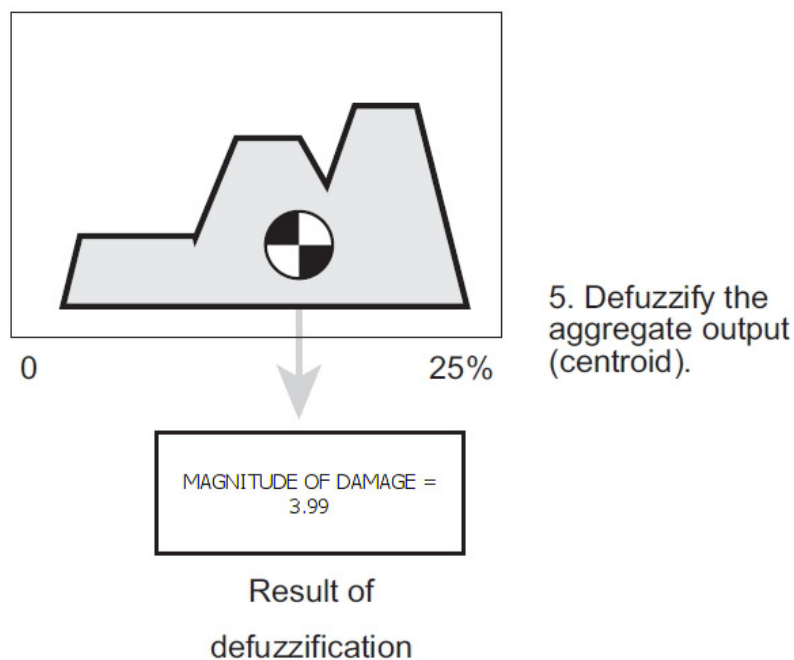 0
25%
5. Defuzzify the
aggregate output
(centroid).
MAGNITUDE OF DAMAGE =
3.99
Result of
defuzzification